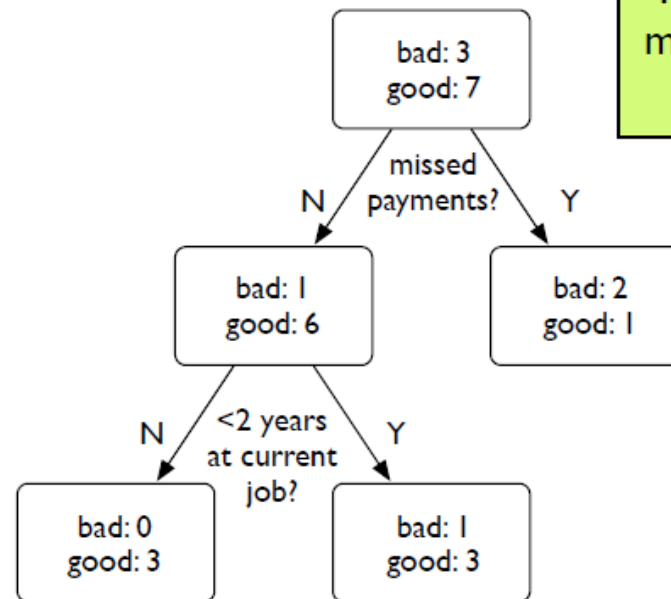 m
bad: 3
good: 7
missed
payments?
N
Y
bad: 1
good: 6
bad: 2
good: 1
<2 years
at current
job?
N
Y
bad: 0
good: 3
bad: 1
good: 3